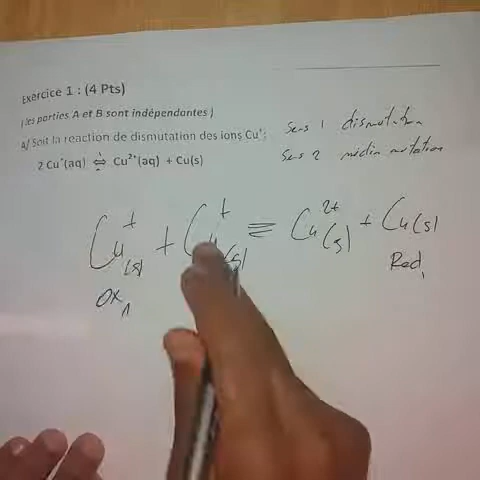 Exercice 1 : (4 Pts)
(les parties A et B sont indépendantes)
A/ Soit la reaction de dismutation des ions Cu⁺:
2 Cu⁺(aq) ⇔ Cu²⁺(aq) + Cu(s)
Sens 1 dismutation
Sens 2 médiamutation
Cu⁺(s) + Cu⁺(s) = Cu²⁺(s) + Cu(s)
Ox₁ Red₁